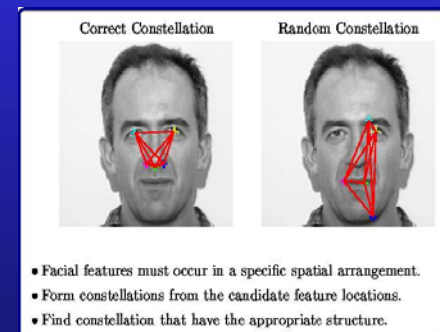 Correct Constellation
Random Constellation
• Facial features must occur in a specific spatial arrangement.
• Form constellations from the candidate feature locations.
• Find constellation that have the appropriate structure.